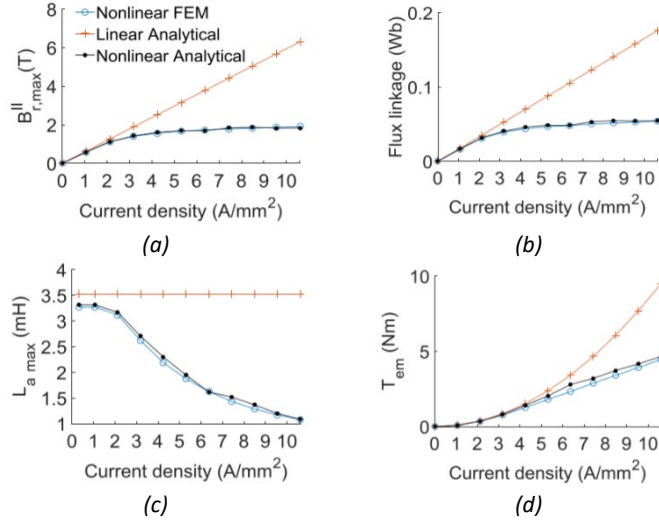 Nonlinear FEM
Linear Analytical
Nonlinear Analytical
B^II_r,max(T)
8
6
4
2
0
0 1 2 3 4 5 6 7 8 9 10
Current density (A/mm²)
(a)
Flux linkage (Wb)
0.2
0.1
0
0 1 2 3 4 5 6 7 8 9 10
Current density (A/mm²)
(b)
L_a max (mH)
4
3.5
3
2.5
2
1.5
1
0 1 2 3 4 5 6 7 8 9 10
Current density (A/mm²)
(c)
T_em (Nm)
10
5
0
0 1 2 3 4 5 6 7 8 9 10
Current density (A/mm²)
(d)